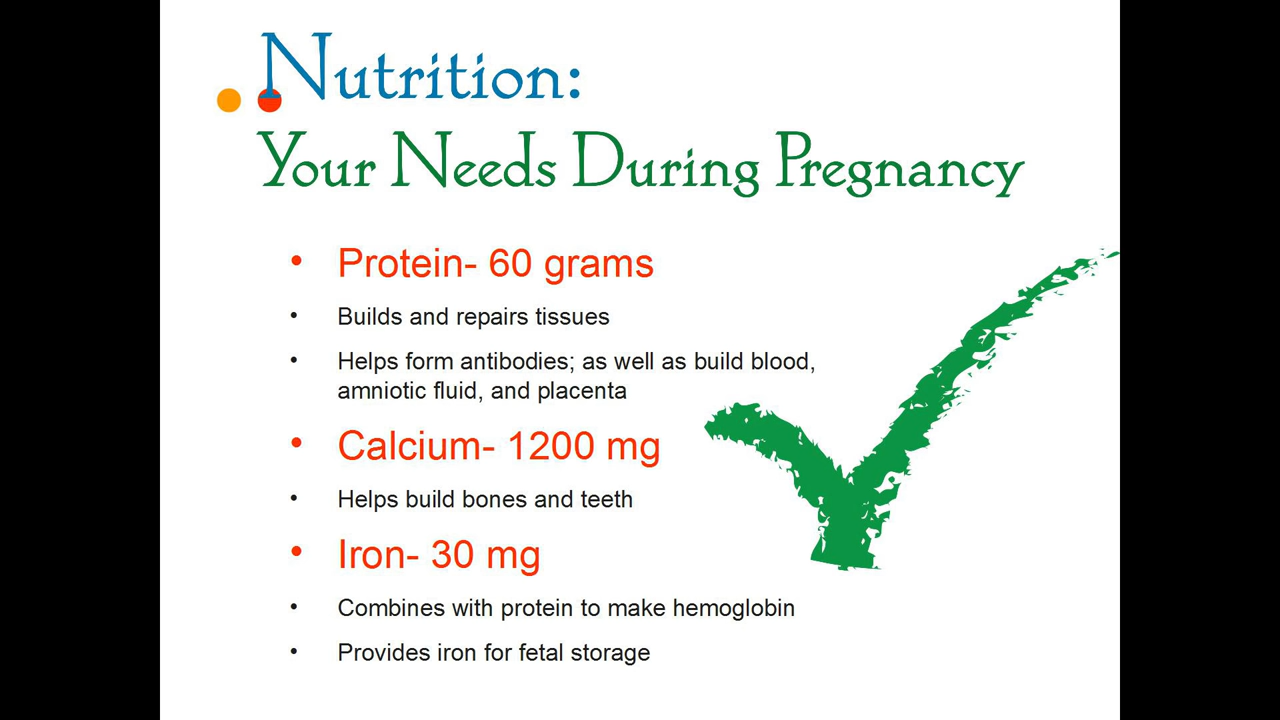 Nutrition:
Your Needs During Pregnancy
• Protein- 60 grams
• Builds and repairs tissues
• Helps form antibodies; as well as build blood,
amniotic fluid, and placenta
• Calcium- 1200 mg
• Helps build bones and teeth
• Iron- 30 mg
• Combines with protein to make hemoglobin
• Provides iron for fetal storage